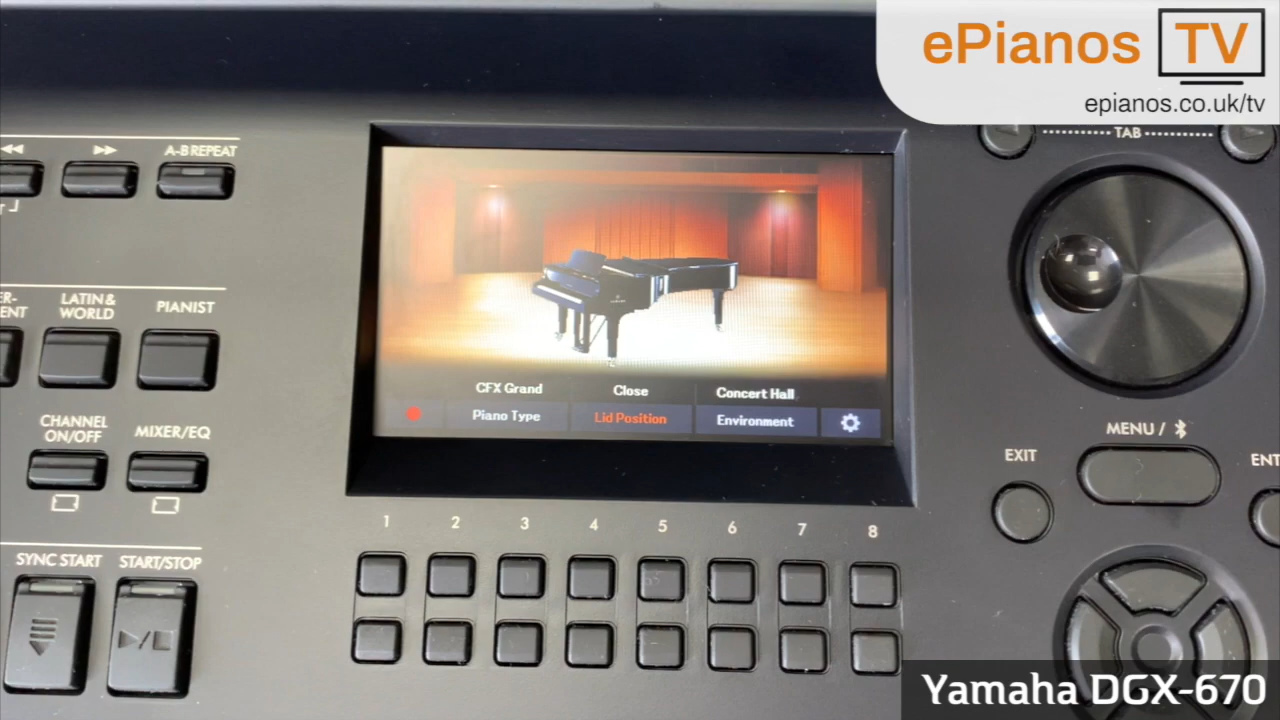 ePianos TV
epianos.co.uk/tv
A-B REPEAT
TAB
LATIN &
WORLD
PIANIST
CHANNEL
ON/OFF
MIXER/EQ
CFX Grand
Close
Concert Hall
Piano Type
Lid Position
Environment
MENU /
EXIT
1 2 3 4 5 6 7 8
SYNC START
START/STOP
Yamaha DGX-670